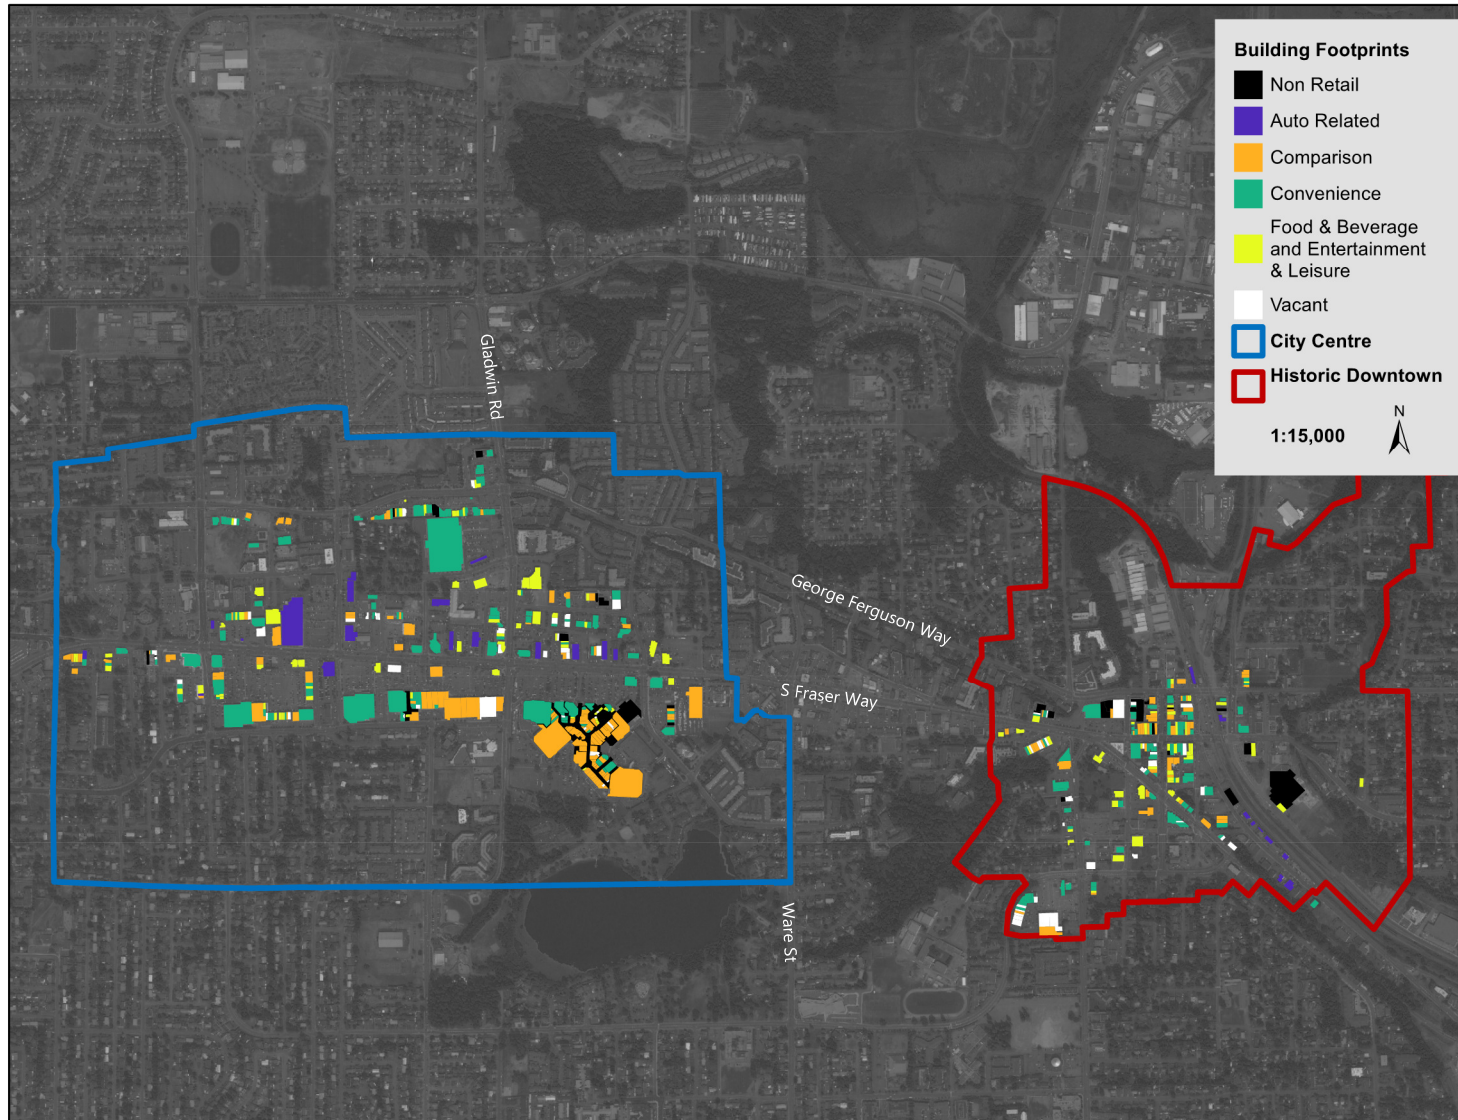 Building Footprints
Non Retail
Auto Related
Comparison
Convenience
Food & Beverage
and Entertainment
& Leisure
Vacant
City Centre
Historic Downtown
N
1:15,000
Gladwin Rd
George Ferguson Way
S Fraser Way
Ware St